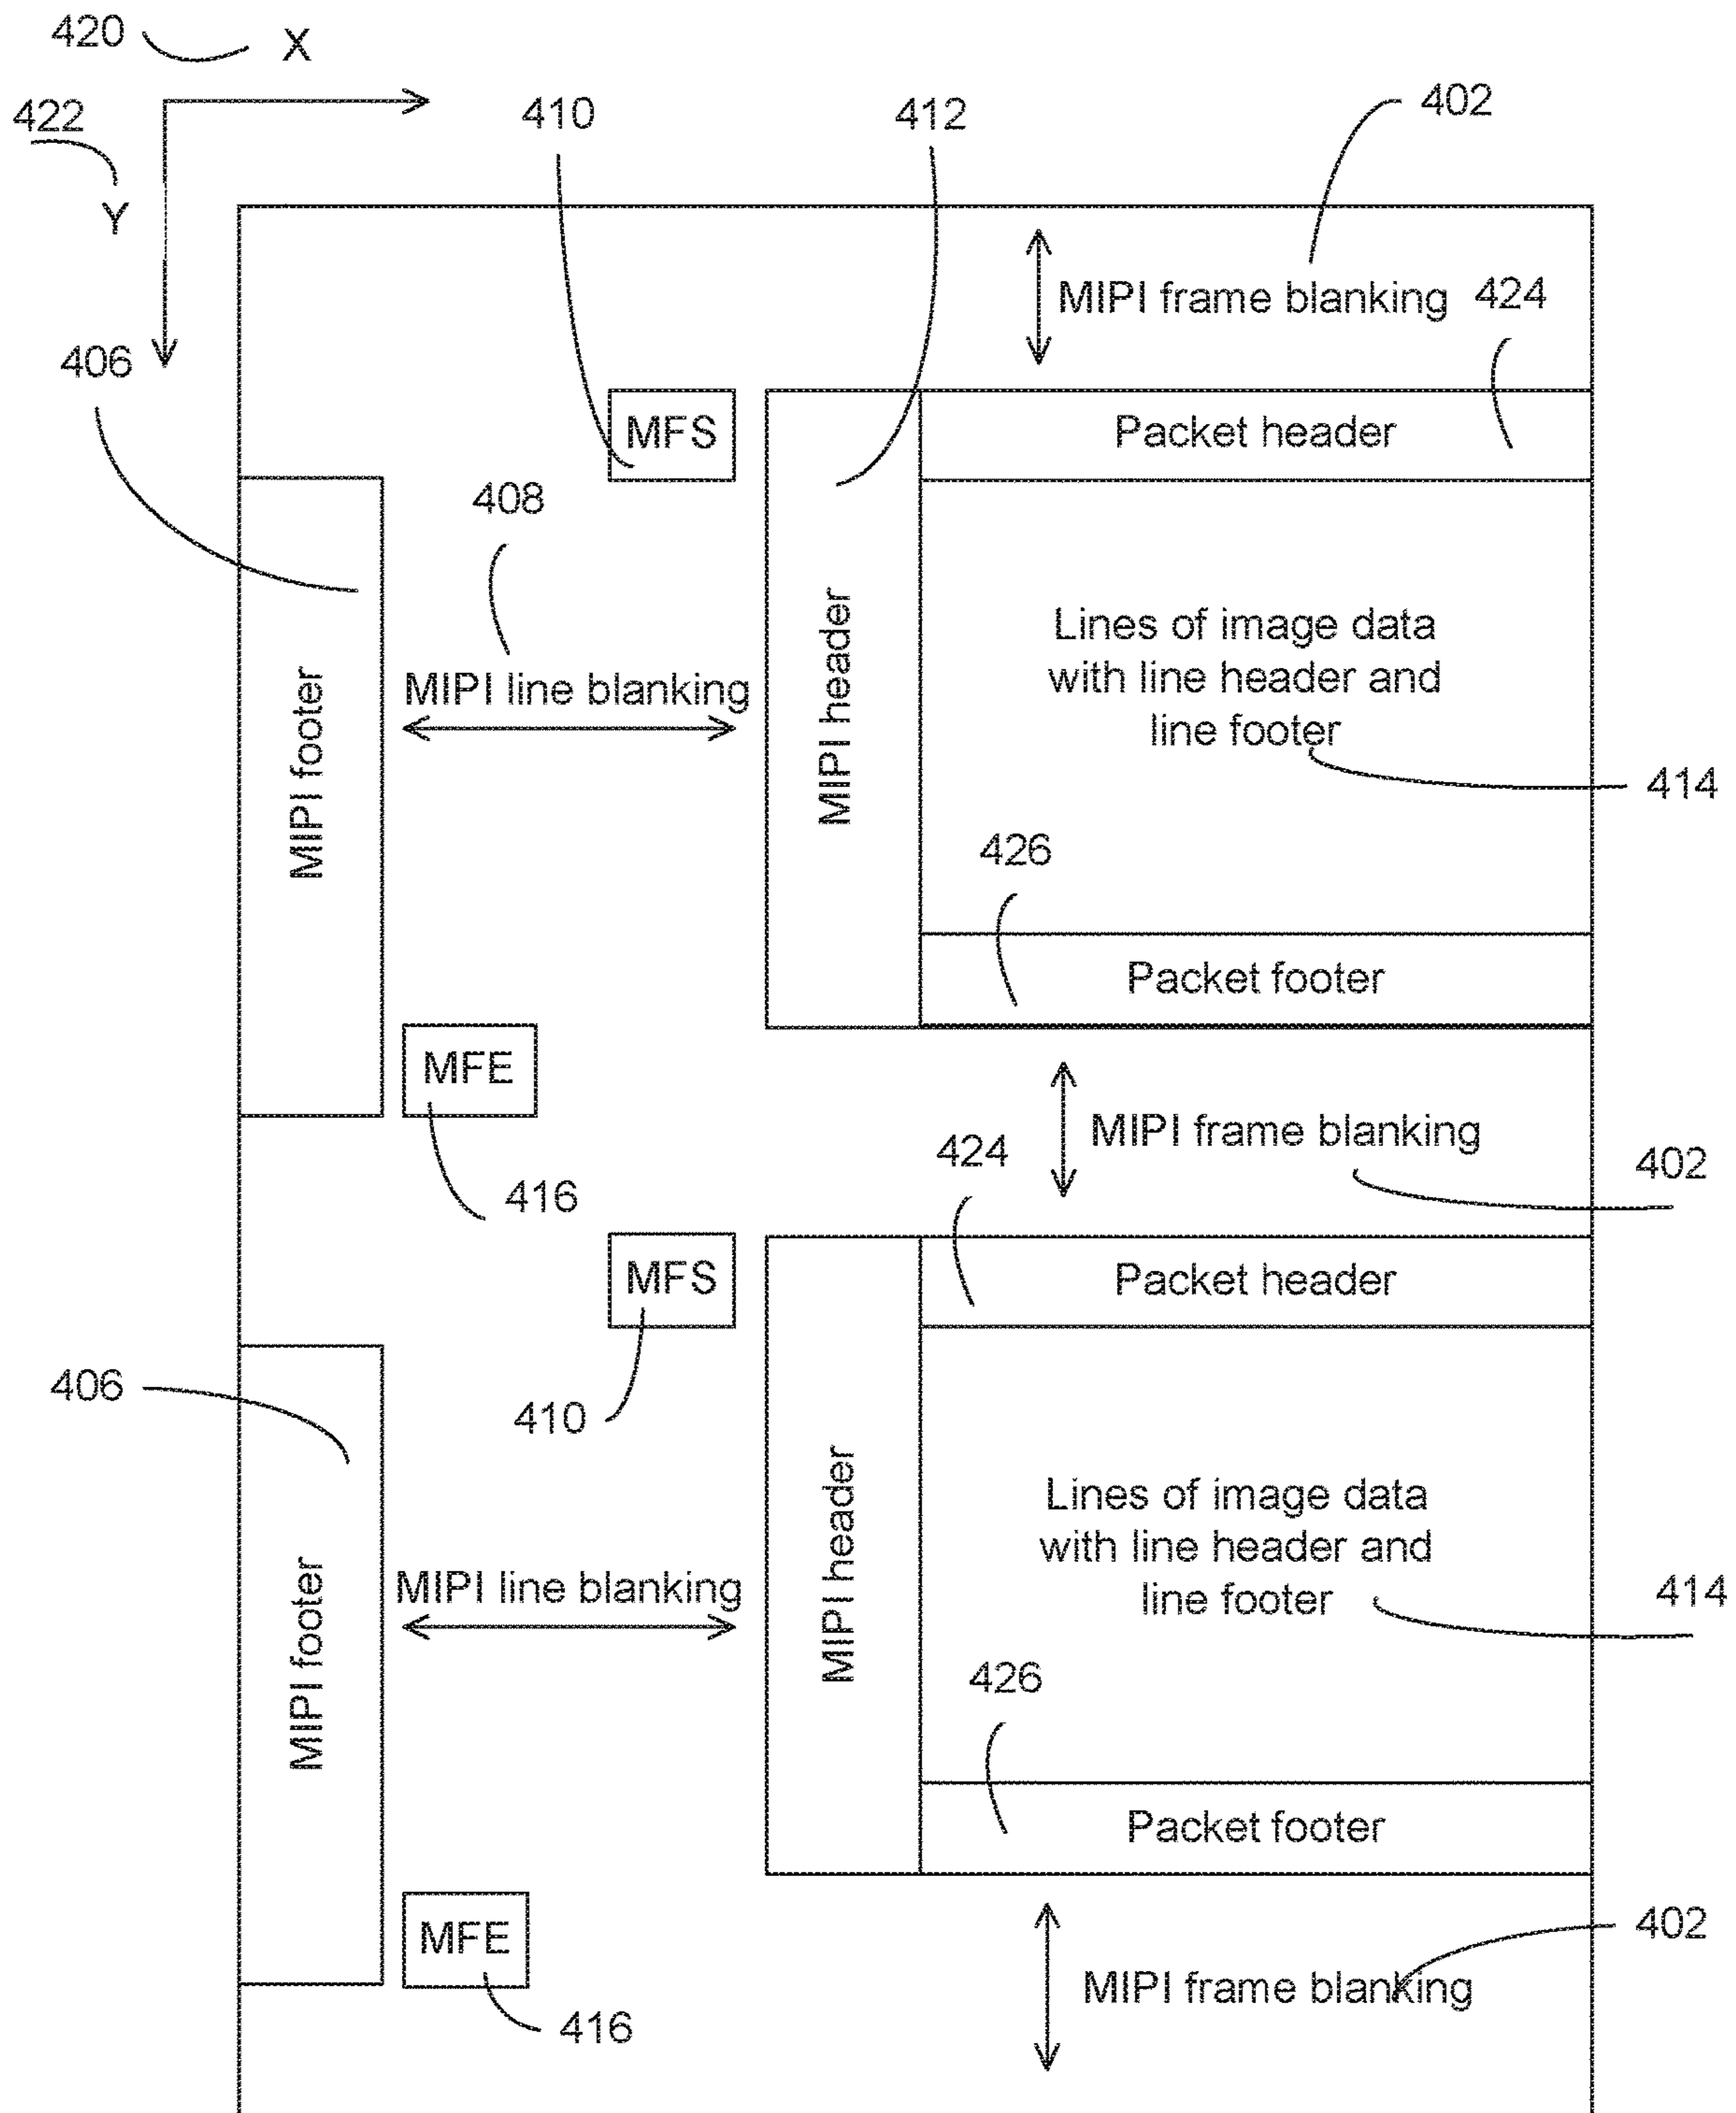 420 X
422
Y
410
412
402
MIPI frame blanking
424
406
MFS
Packet header
408
MIPI footer
MIPI line blanking
MIPI header
Lines of image data
with line header and
line footer
414
426
Packet footer
MFE
416
MIPI frame blanking
402
424
MFS
Packet header
406
410
MIPI footer
MIPI line blanking
MIPI header
Lines of image data
with line header and
line footer
414
426
Packet footer
MFE
416
MIPI frame blanking
402